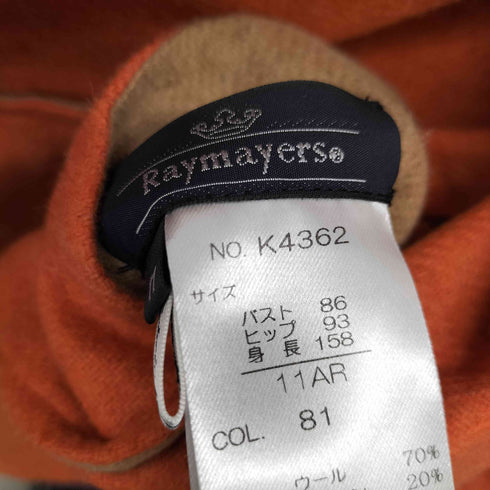 Raymayers®
NO. K4362
サイズ
バスト 86
ヒップ 93
身 長 158
11AR
COL. 81
ウール 70%
20%